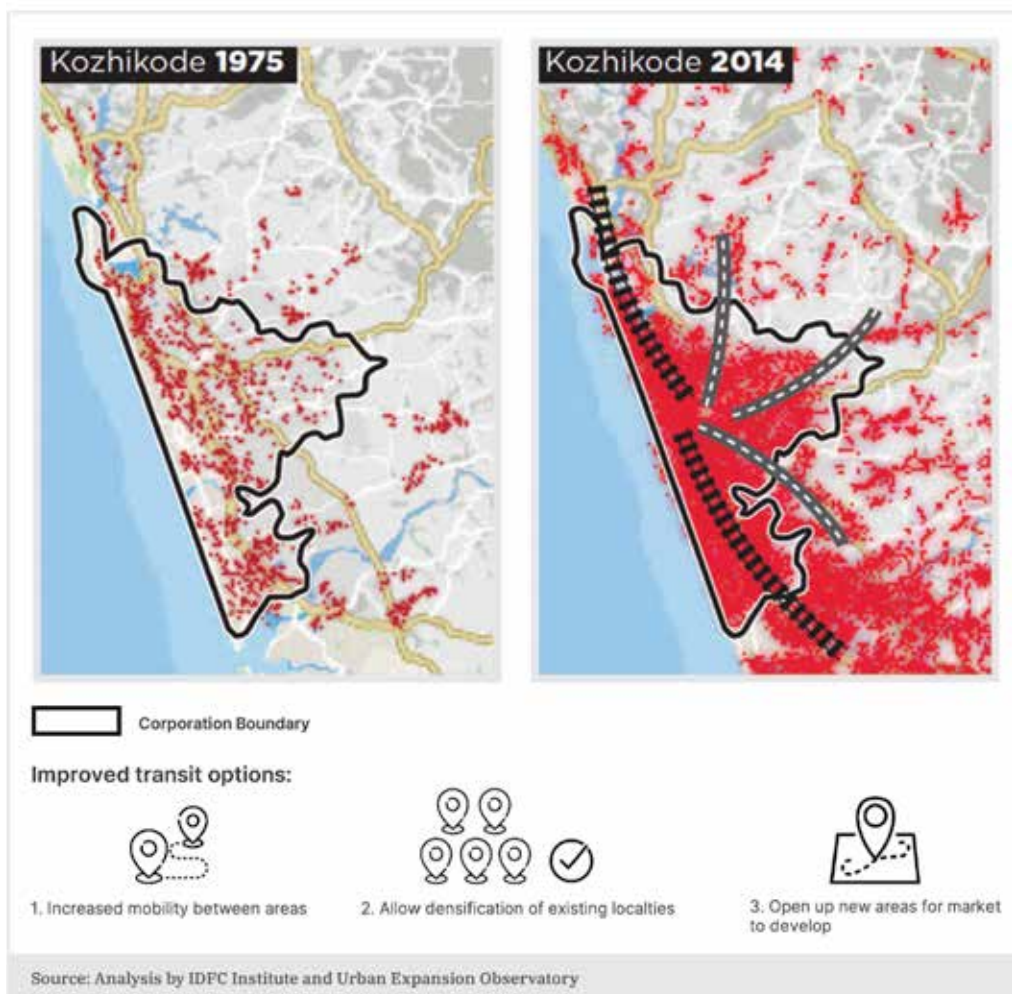 Kozhikode 1975
Kozhikode 2014
Corporation Boundary
Improved transit options:
1. Increased mobility between areas
2. Allow densification of existing localties
3. Open up new areas for market
to develop
Source: Analysis by IDFC Institute and Urban Expansion Observatory